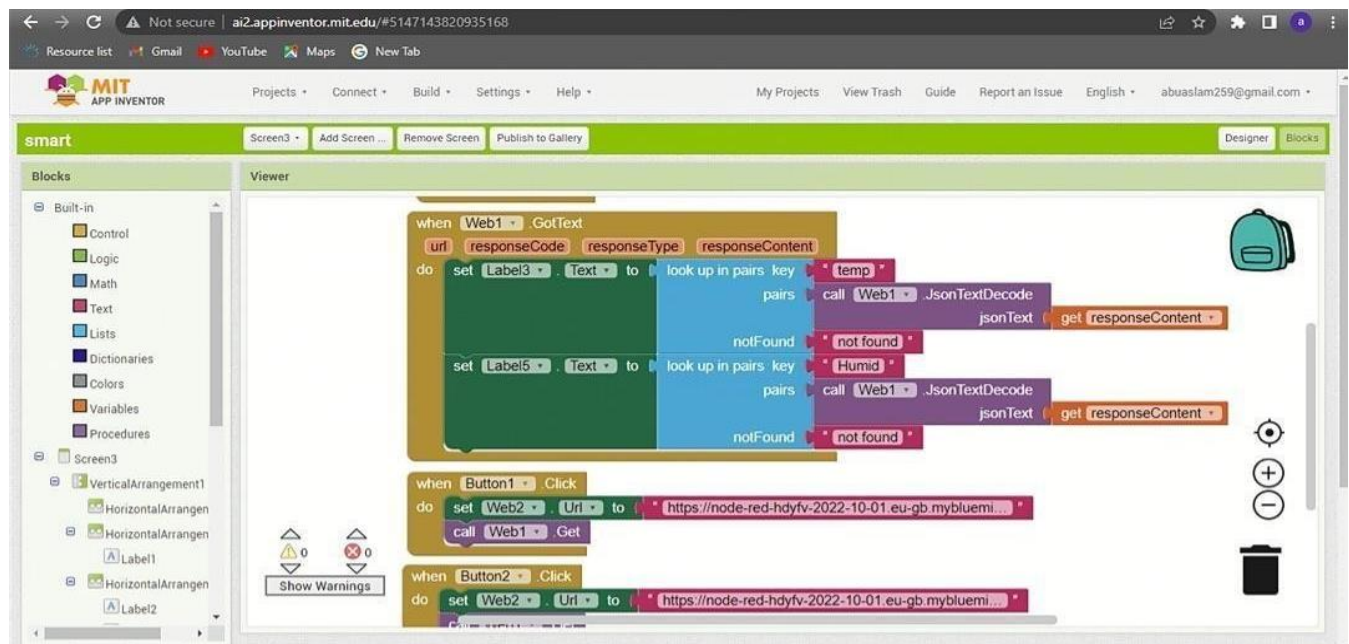 Not secure | ai2.appinventor.mit.edu/#5147143820935168 a
Resource list Gmail YouTube Maps New Tab
MIT APP INVENTOR Projects Connect Build Settings Help My Projects View Trash Guide Report an Issue English abuaslam259@gmail.com
smart Screen3 Add Screen ... Remove Screen Publish to Gallery Designer Blocks
Blocks Viewer
Built-in
Control
Logic
Math
Text
Lists
Dictionaries
Colors
Variables
Procedures
Screen3
VerticalArrangement1
HorizontalArrangen
HorizontalArrangen
Label1
HorizontalArrangen
Label2
when Web1 .GotText
url responseCode responseType responseContent
do set Label3 . Text to look up in pairs key " temp "
pairs call Web1 .JsonTextDecode
jsonText get responseContent
notFound " not found "
set Label5 . Text to look up in pairs key " Humid "
pairs call Web1 .JsonTextDecode
jsonText get responseContent
notFound " not found "
when Button1 .Click
do set Web2 . Url to " https://node-red-hdyfv-2022-10-01.eu-gb.mybluemi... "
call Web1 .Get
when Button2 .Click
do set Web2 . Url to " https://node-red-hdyfv-2022-10-01.eu-gb.mybluemi... "
0 0
Show Warnings